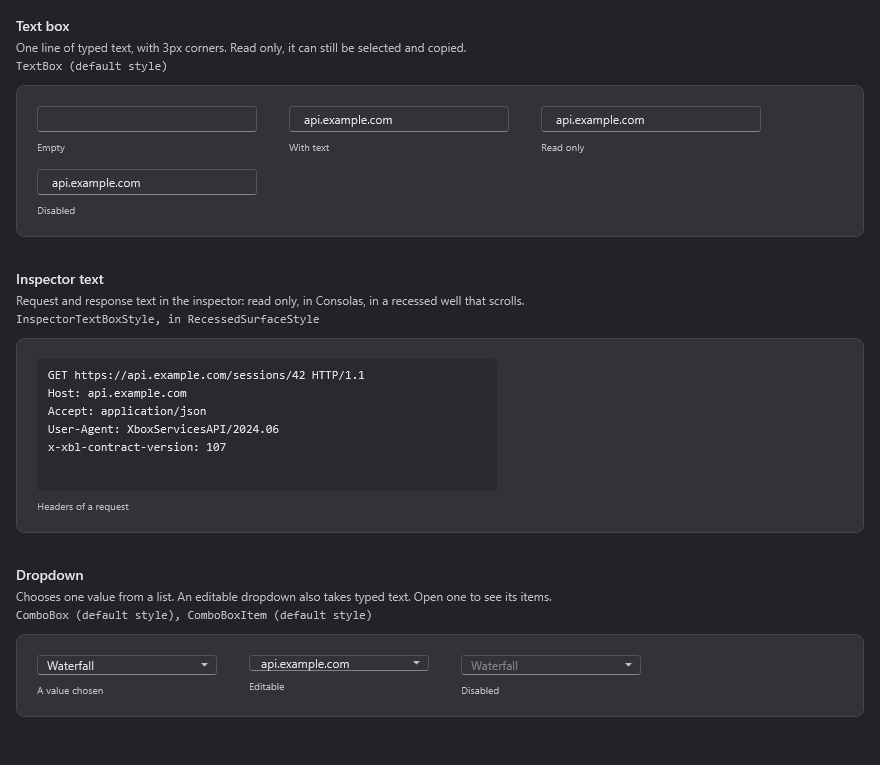 Text box
One line of typed text, with 3px corners. Read only, it can still be selected and copied.
TextBox (default style)
api.example.com
api.example.com
Empty
With text
Read only
api.example.com
Disabled
Inspector text
Request and response text in the inspector: read only, in Consolas, in a recessed well that scrolls.
InspectorTextBoxStyle, in RecessedSurfaceStyle
GET https://api.example.com/sessions/42 HTTP/1.1
Host: api.example.com
Accept: application/json
User-Agent: XboxServicesAPI/2024.06
x-xbl-contract-version: 107
Headers of a request
Dropdown
Chooses one value from a list. An editable dropdown also takes typed text. Open one to see its items.
ComboBox (default style), ComboBoxItem (default style)
Waterfall
api.example.com
Waterfall
A value chosen
Editable
Disabled